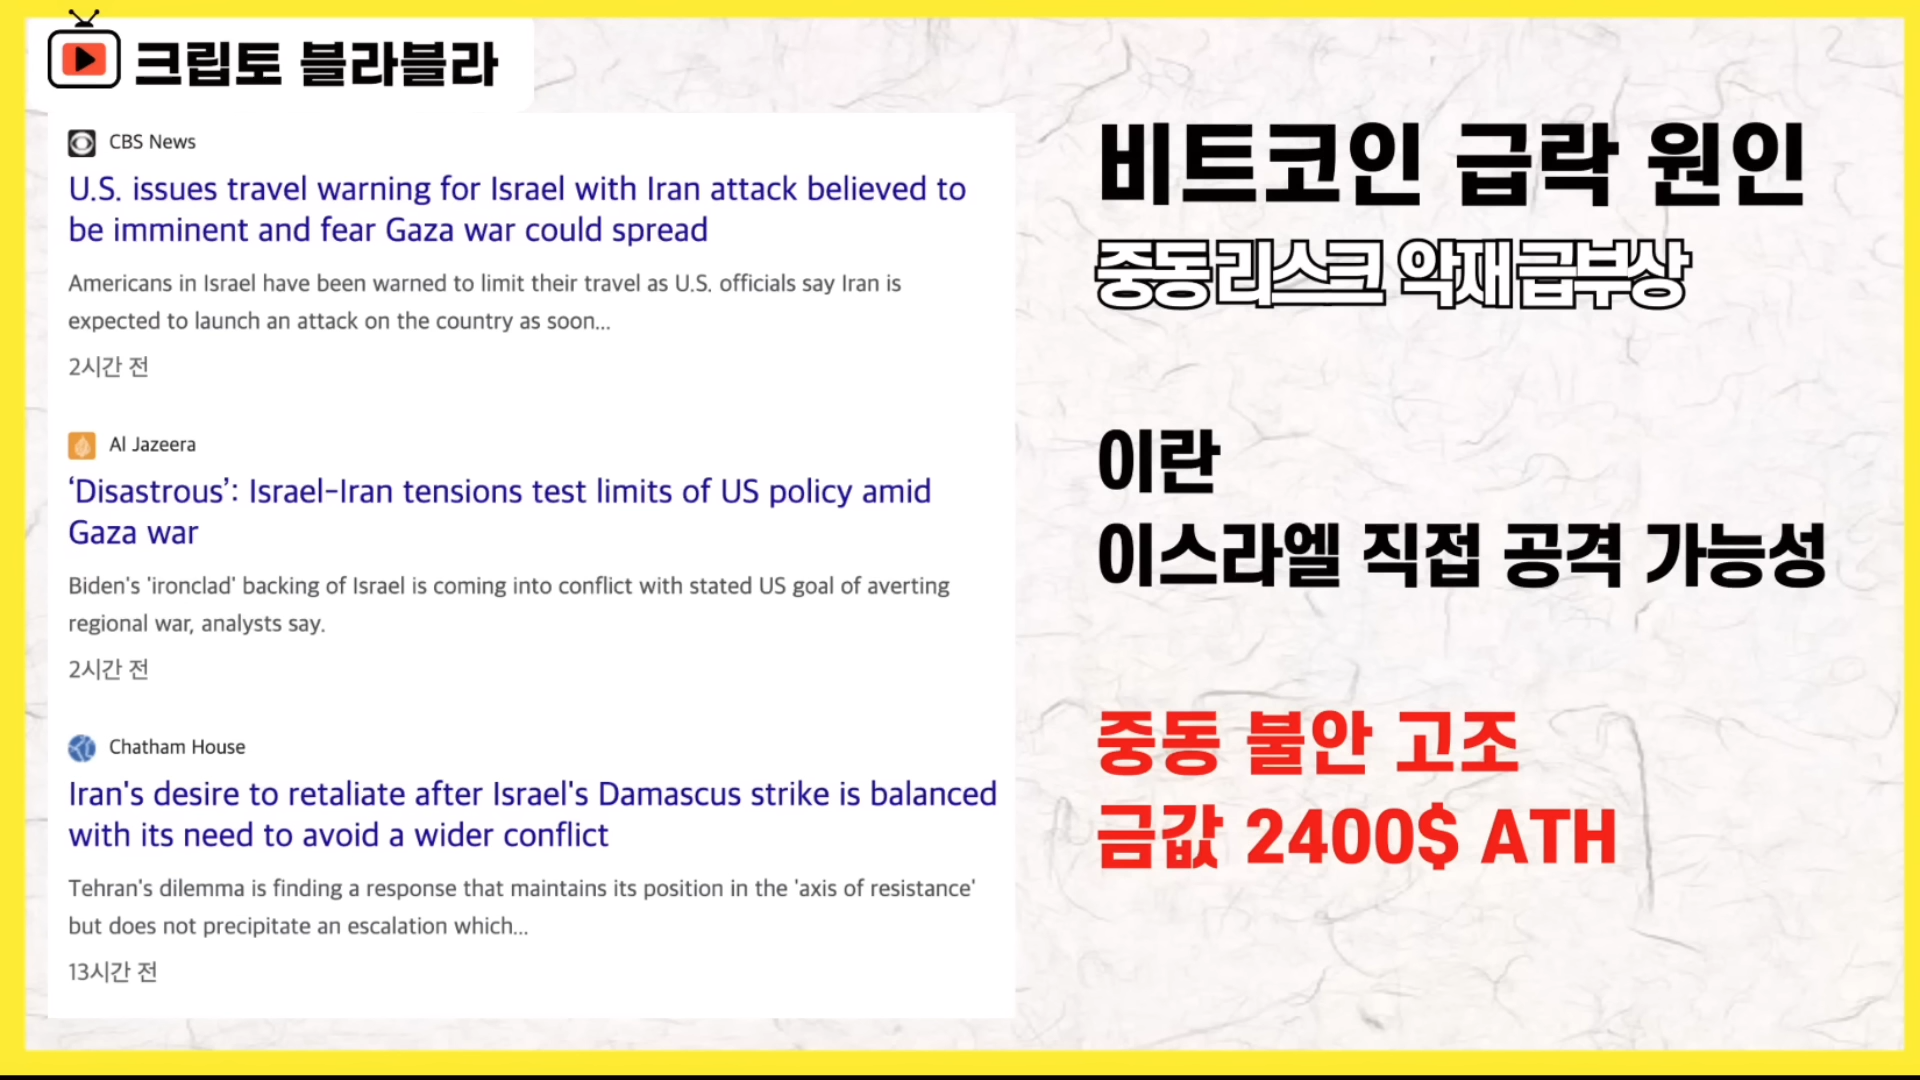 크립토 블라블라
CBS News
U.S. issues travel warning for Israel with Iran attack believed to
be imminent and fear Gaza war could spread
Americans in Israel have been warned to limit their travel as U.S. officials say Iran is
expected to launch an attack on the country as soon...
2시간 전
Al Jazeera
‘Disastrous’: Israel-Iran tensions test limits of US policy amid
Gaza war
Biden's 'ironclad' backing of Israel is coming into conflict with stated US goal of averting
regional war, analysts say.
2시간 전
Chatham House
Iran's desire to retaliate after Israel's Damascus strike is balanced
with its need to avoid a wider conflict
Tehran's dilemma is finding a response that maintains its position in the 'axis of resistance'
but does not precipitate an escalation which...
13시간 전
비트코인 급락 원인
중동 리스크 악재 급부상
이란
이스라엘 직접 공격 가능성
중동 불안 고조
금값 2400$ ATH